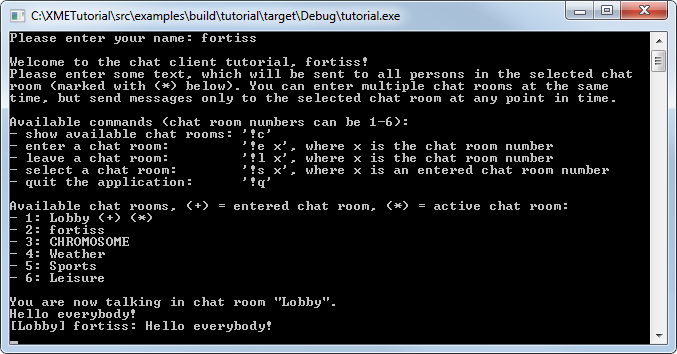 C:\XMETutorial\src\examples\build\tutorial\target\Debug\tutorial.exe
Please enter your name: fortiss
Welcome to the chat client tutorial, fortiss!
Please enter some text, which will be sent to all persons in the selected chat
room (marked with (*) below). You can enter multiple chat rooms at the same
time, but send messages only to the selected chat room at any point in time.
Available commands (chat room numbers can be 1-6):
- show available chat rooms: '!c'
- enter a chat room:         '!e x', where x is the chat room number
- leave a chat room:         '!l x', where x is the chat room number
- select a chat room:        '!s x', where x is an entered chat room number
- quit the application:      '!q'
Available chat rooms, (+) = entered chat room, (*) = active chat room:
- 1: Lobby (+) (*)
- 2: fortiss
- 3: CHROMOSOME
- 4: Weather
- 5: Sports
- 6: Leisure
You are now talking in chat room "Lobby".
Hello everybody!
[Lobby] fortiss: Hello everybody!